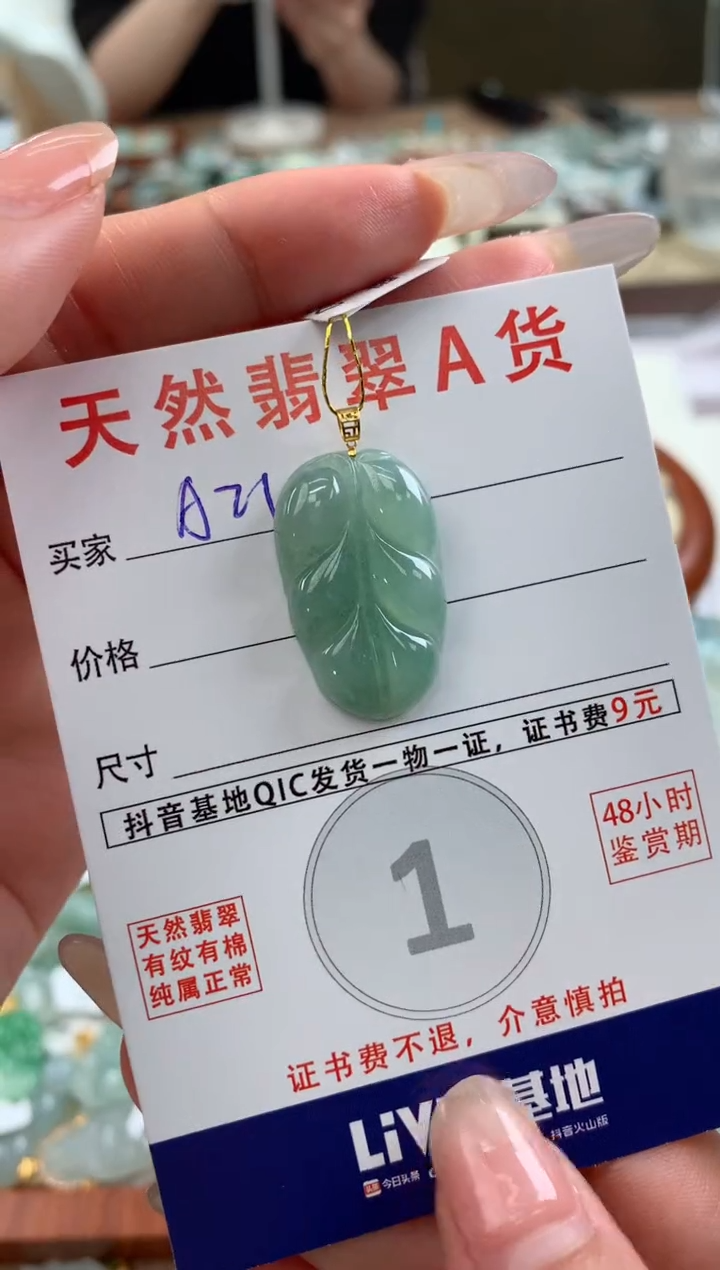 天然翡翠A货
买家 A21
价格
尺寸
抖音基地QIC发货一物一证，证书费9元
48小时
鉴赏期
1
天然翡翠
有纹有棉
纯属正常
证书费不退，介意慎拍
LiV 基地
今日头条 抖音火山版